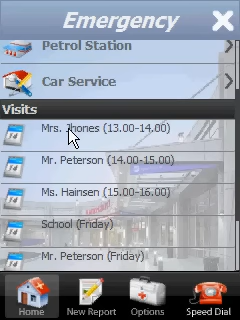 Emergency
Petrol Station
Car Service
Visits
Mrs. Jhones (13.00-14.00)
Mr. Peterson (14.00-15.00)
Ms. Hainsen (15.00-16.00)
School (Friday)
Mr. Peterson (Friday)
Home
New Report
Options
Speed Dial